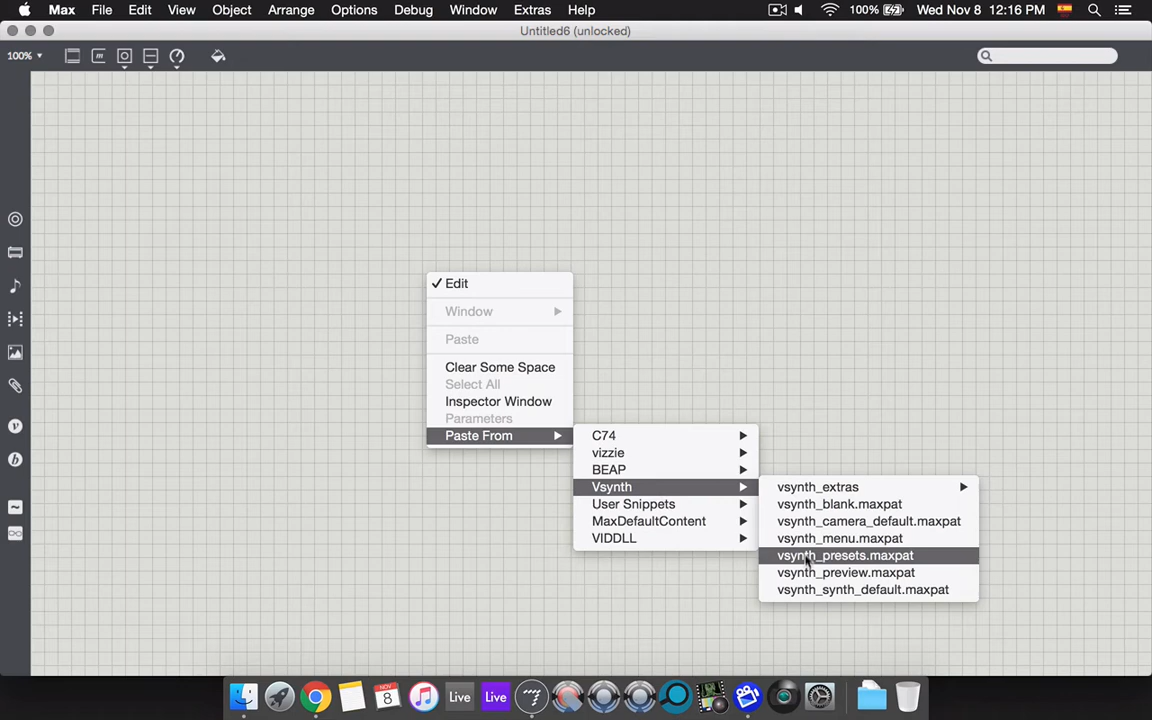 Max File Edit View Object Arrange Options Debug Window Extras Help 100% Wed Nov 8 12:16 PM
Untitled6 (unlocked)
100%
Edit
Window
Paste
Clear Some Space
Select All
Inspector Window
Parameters
Paste From
C74
vizzie
BEAP
Vsynth
User Snippets
MaxDefaultContent
VIDDLL
vsynth_extras
vsynth_blank.maxpat
vsynth_camera_default.maxpat
vsynth_menu.maxpat
vsynth_presets.maxpat
vsynth_preview.maxpat
vsynth_synth_default.maxpat
NOV
8
Live
Live